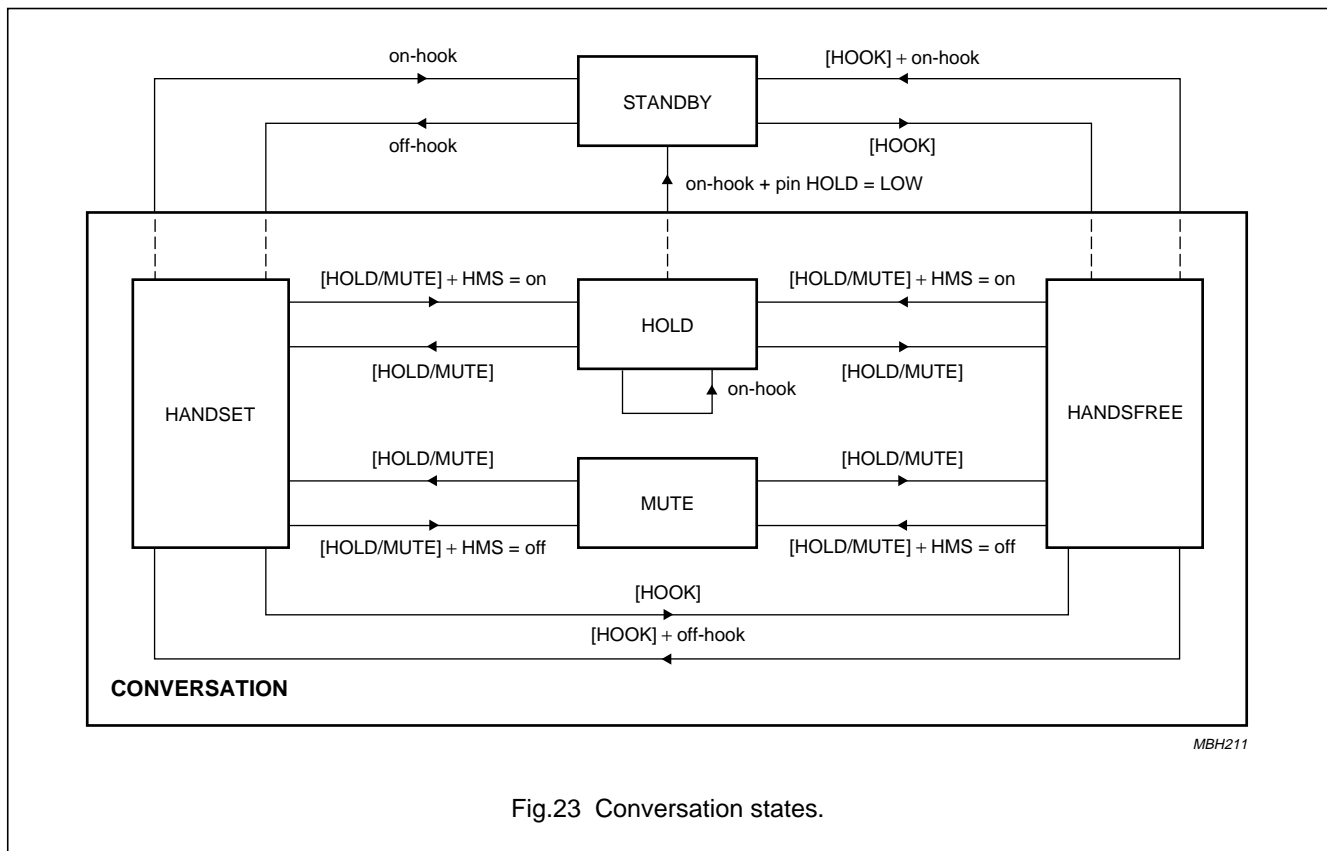 on-hook
[HOOK] + on-hook
STANDBY
off-hook
[HOOK]
on-hook + pin HOLD = LOW
[HOLD/MUTE] + HMS = on
[HOLD/MUTE] + HMS = on
HOLD
[HOLD/MUTE]
[HOLD/MUTE]
on-hook
HANDSET
HANDSFREE
[HOLD/MUTE]
[HOLD/MUTE]
MUTE
[HOLD/MUTE] + HMS = off
[HOLD/MUTE] + HMS = off
[HOOK]
[HOOK] + off-hook
CONVERSATION
MBH211
Fig.23 Conversation states.